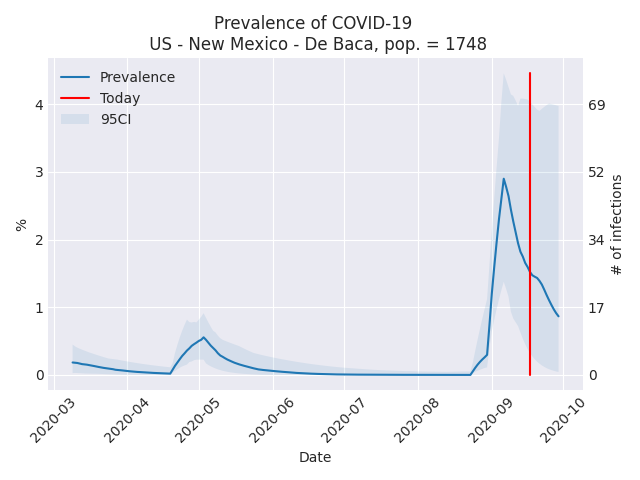 Prevalence of COVID-19
US - New Mexico - De Baca, pop. = 1748
Prevalence
Today
95CI
%
4
3
2
1
0
69
52
34
17
0
# of infections
2020-03
2020-04
2020-05
2020-06
2020-07
2020-08
2020-09
2020-10
Date